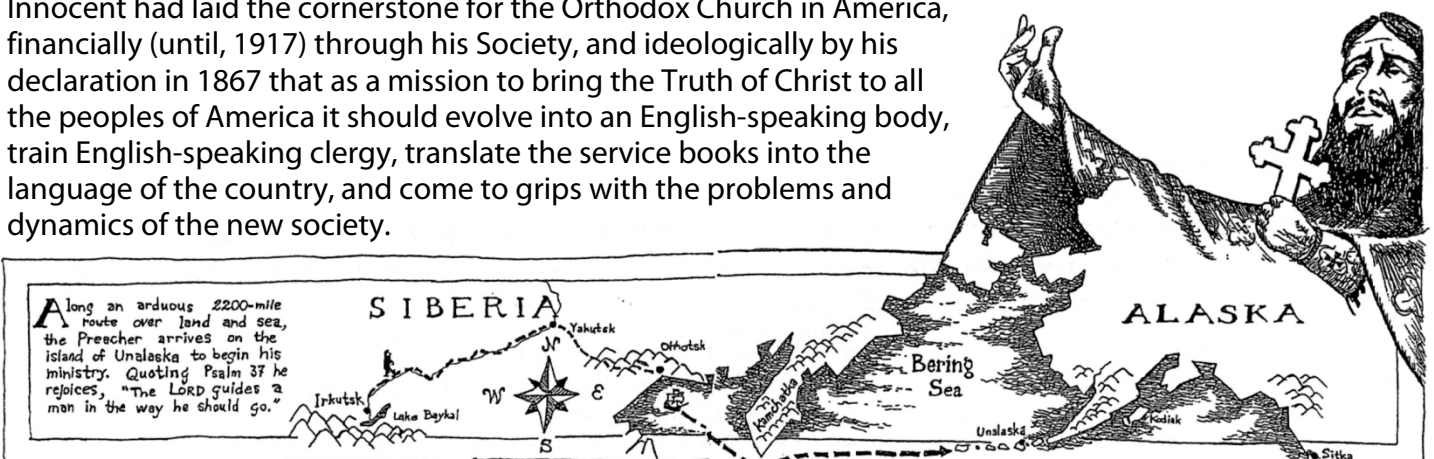 Innocent had laid the cornerstone for the Orthodox Church in America,
financially (until, 1917) through his Society, and ideologically by his
declaration in 1867 that as a mission to bring the Truth of Christ to all
the peoples of America it should evolve into an English-speaking body,
train English-speaking clergy, translate the service books into the
language of the country, and come to grips with the problems and
dynamics of the new society.
Along an arduous 2200-mile
route over land and sea,
the Preacher arrives on the
island of Unalaska to begin his
ministry. Quoting Psalm 37 he
rejoices, "The LORD guides a
man in the way he should go."
SIBERIA
Yakutsk
Okhotsk
Irkutsk
Lake Baykal
N
W
E
S
Kamchatka
Bering
Sea
ALASKA
Unalaska
Kodiak
Sitka